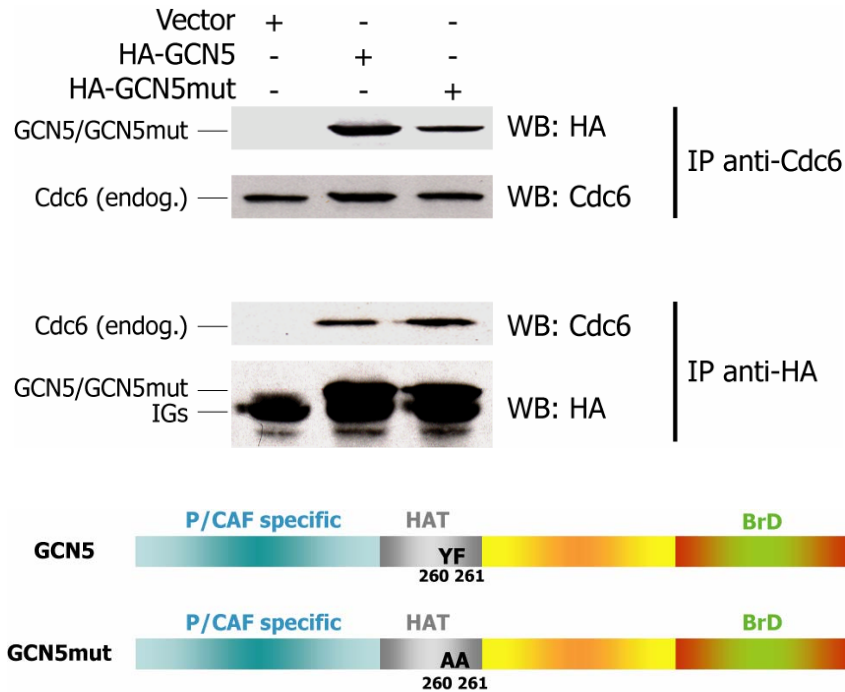 Vector + - -
HA-GCN5 - + -
HA-GCN5mut - - +
GCN5/GCN5mut WB: HA
IP anti-Cdc6
Cdc6 (endog.) WB: Cdc6
Cdc6 (endog.) WB: Cdc6
IP anti-HA
GCN5/GCN5mut
IGs WB: HA
P/CAF specific HAT BrD
GCN5 YF
260 261
P/CAF specific HAT BrD
GCN5mut AA
260 261